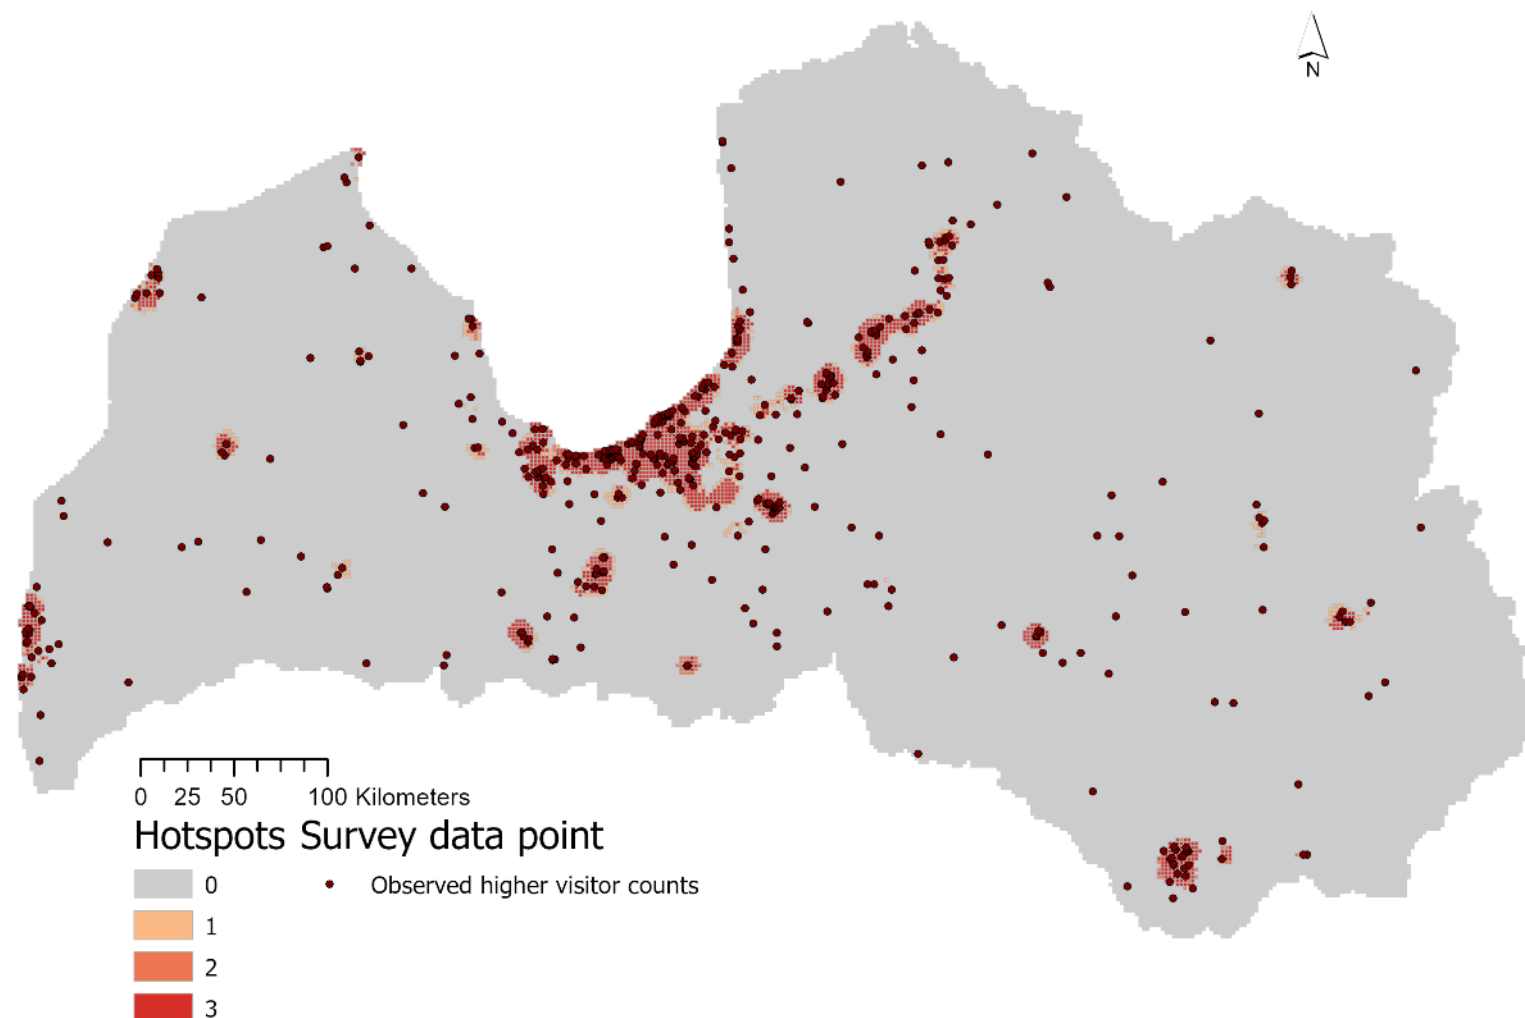 N
0 25 50 100 Kilometers
Hotspots Survey data point
0 Observed higher visitor counts
1
2
3